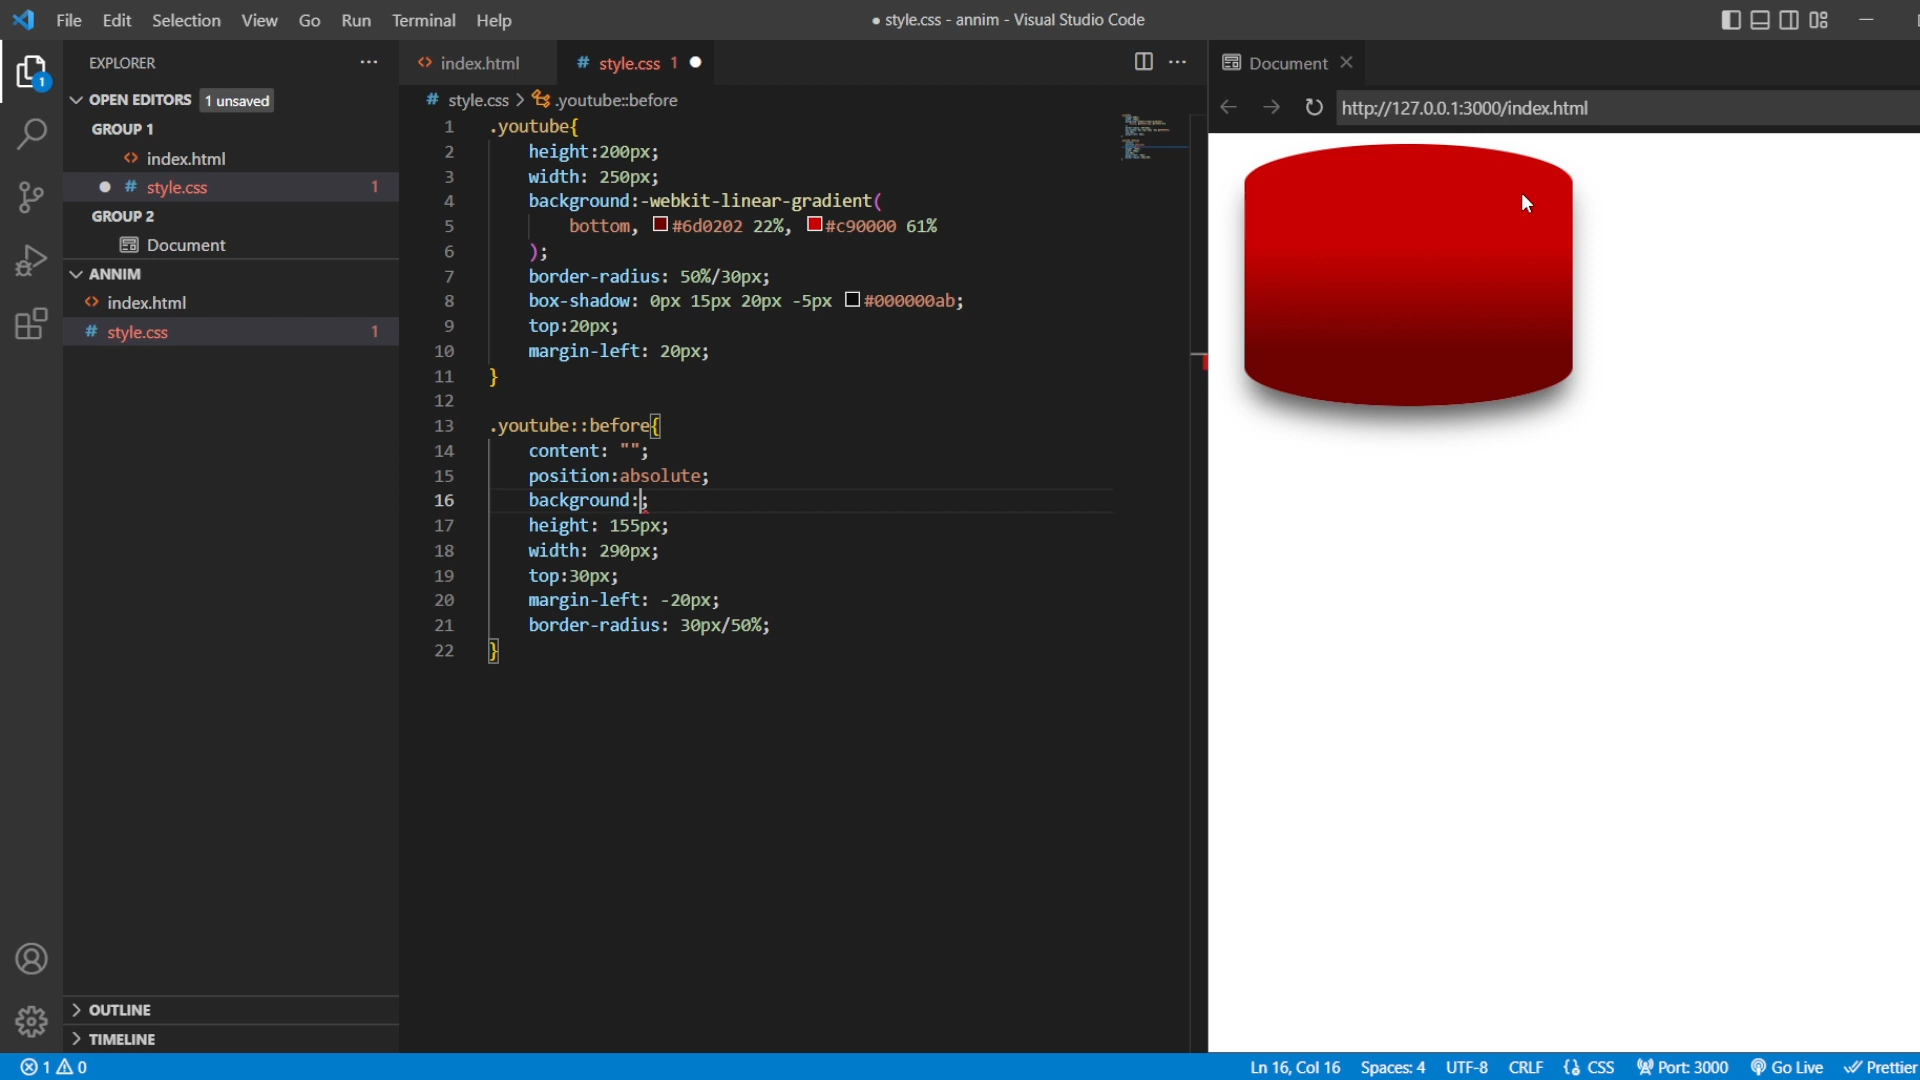 File Edit Selection View Go Run Terminal Help
● style.css - annim - Visual Studio Code
EXPLORER
OPEN EDITORS 1 unsaved
GROUP 1
index.html
style.css 1
GROUP 2
Document
ANNIM
index.html
style.css 1
OUTLINE
TIMELINE
1
index.html # style.css 1
# style.css > .youtube::before
1 .youtube{
2 height:200px;
3 width: 250px;
4 background:-webkit-linear-gradient(
5 bottom, #6d0202 22%, #c90000 61%
6 );
7 border-radius: 50%/30px;
8 box-shadow: 0px 15px 20px -5px #000000ab;
9 top:20px;
10 margin-left: 20px;
11 }
12
13 .youtube::before{
14 content: "";
15 position:absolute;
16 background:;
17 height: 155px;
18 width: 290px;
19 top:30px;
20 margin-left: -20px;
21 border-radius: 30px/50%;
22 }
Document
http://127.0.0.1:3000/index.html
1 0
Ln 16, Col 16 Spaces: 4 UTF-8 CRLF {} CSS Port: 3000 Go Live Prettier